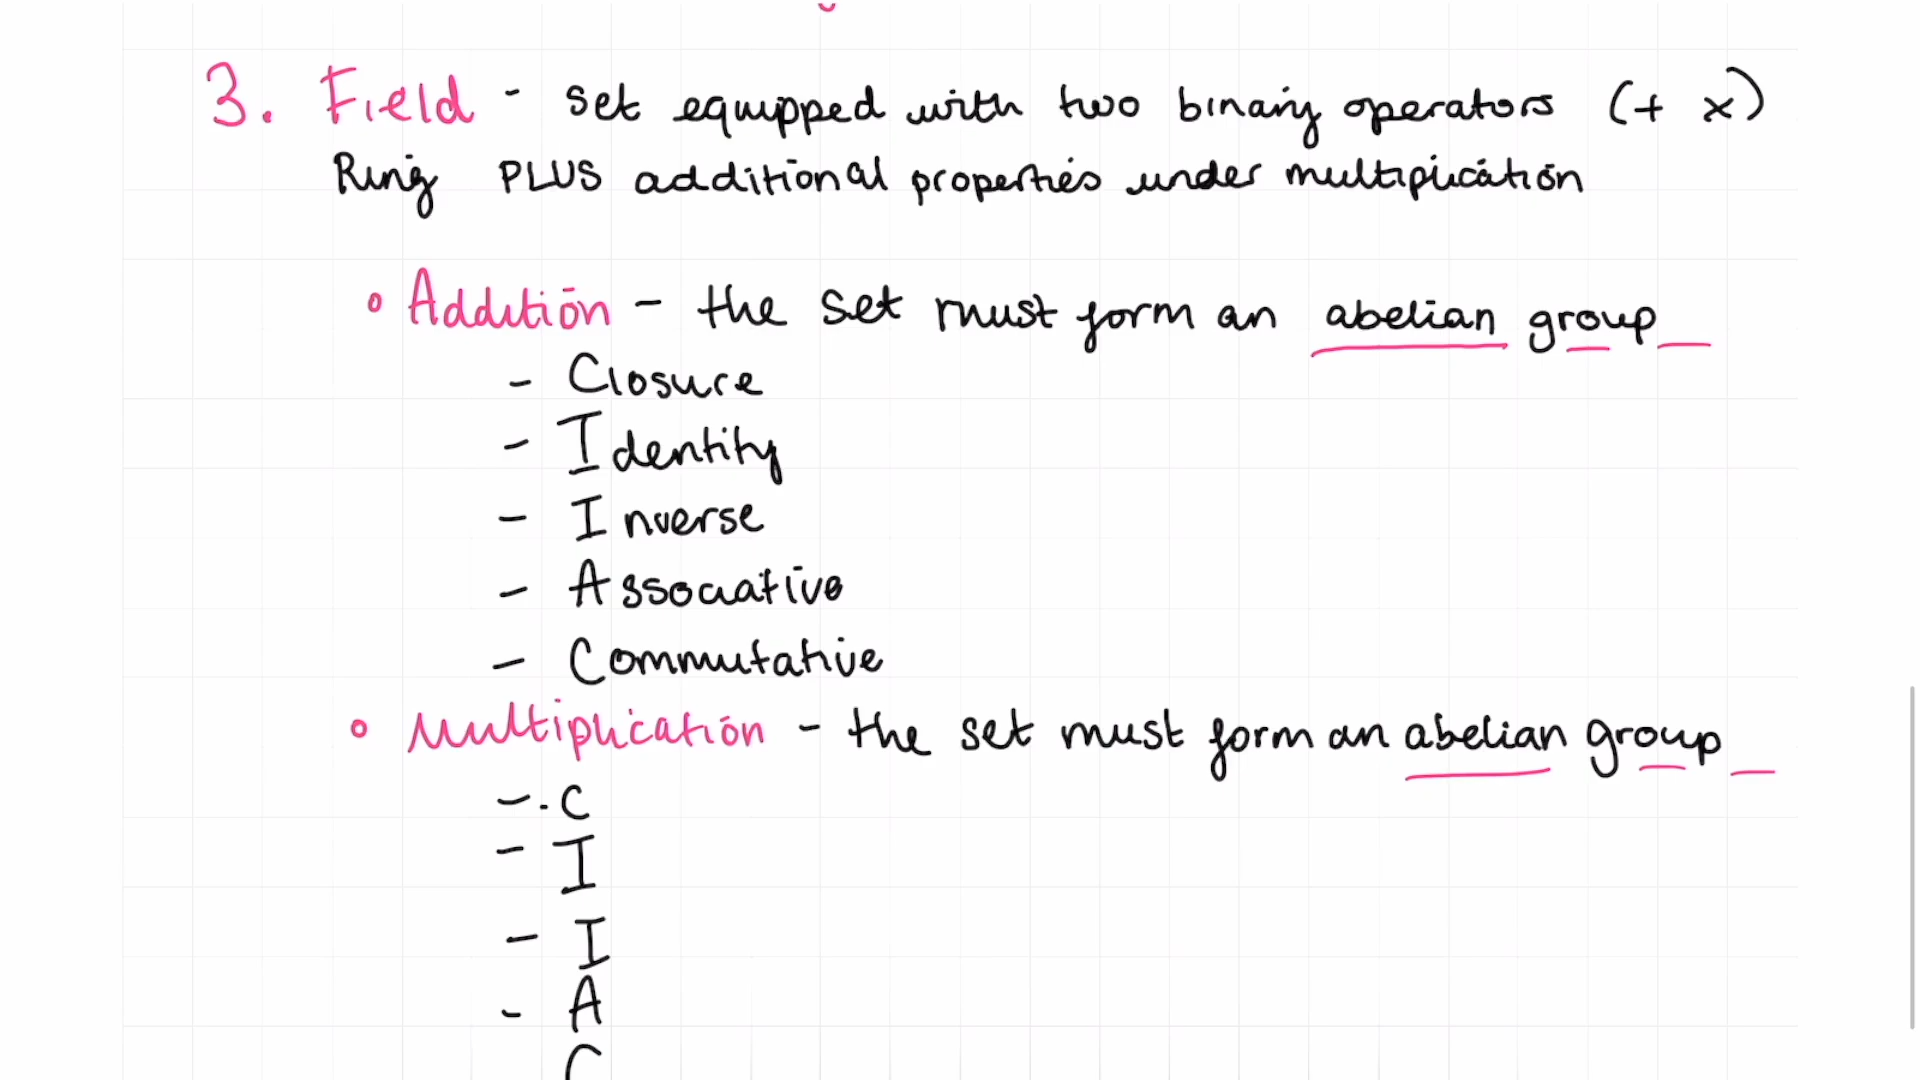 3. Field - set equipped with two binary operators (+ x)
Ring PLUS additional properties under multiplication
• Addition - the set must form an abelian group
- Closure
- Identity
- Inverse
- Associative
- Commutative
• Multiplication - the set must form an abelian group
- . C
- I
- I
- A
C